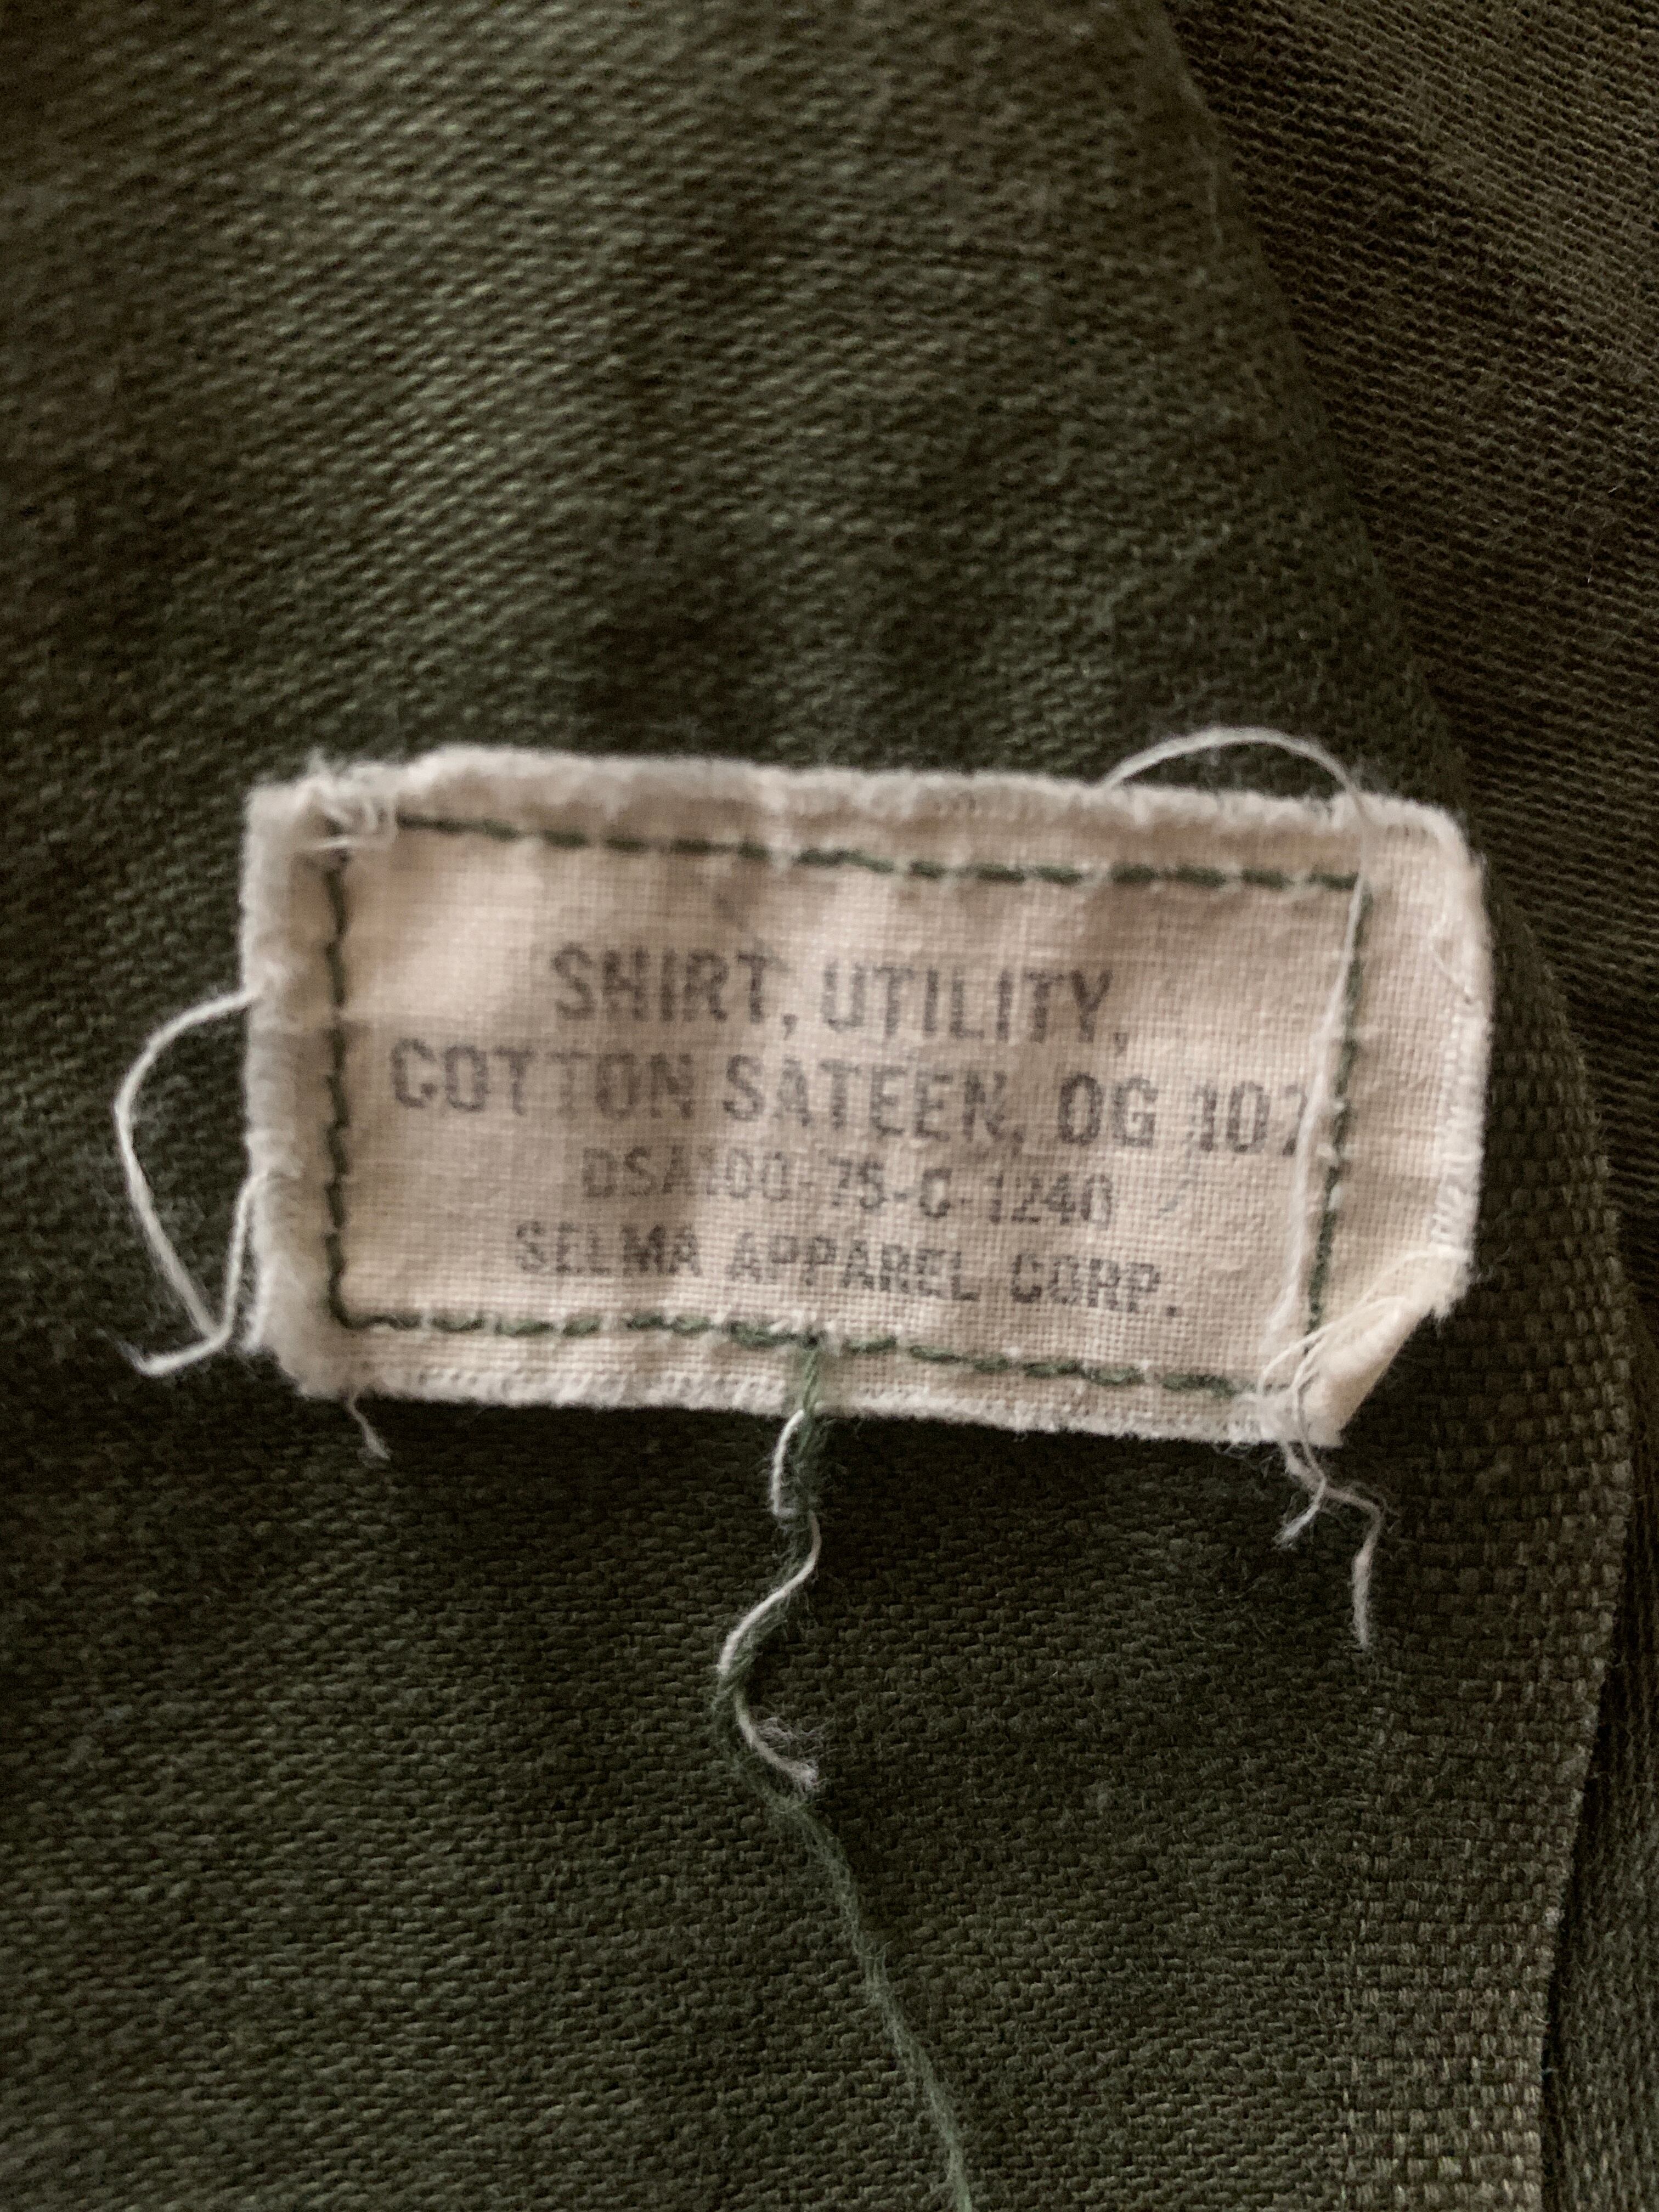 SHIRT, UTILITY,
COTTON SATEEN, OG 107
DSA100-75-C-1240
SELMA APPAREL CORP.